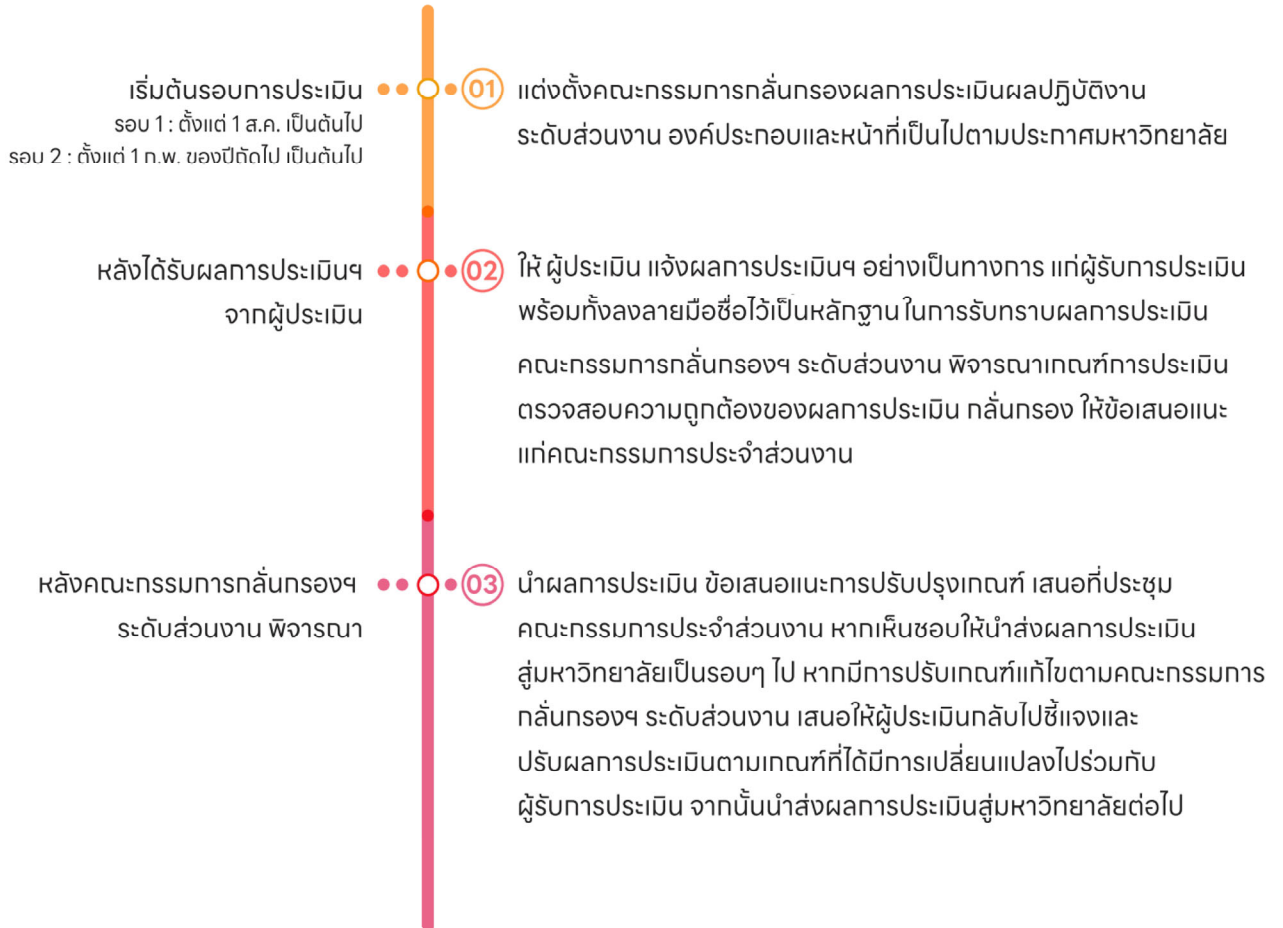 เริ่มต้นรอบการประเมิน
รอบ 1 : ตั้งแต่ 1 ส.ค. เป็นต้นไป
รอบ 2 : ตั้งแต่ 1 ก.พ. ของปีถัดไป เป็นต้นไป
01
แต่งตั้งคณะกรรมการกลั่นกรองผลการประเมินผลปฏิบัติงาน
ระดับส่วนงาน องค์ประกอบและหน้าที่เป็นไปตามประกาศมหาวิทยาลัย
หลังได้รับผลการประเมินฯ
จากผู้ประเมิน
02
ให้ ผู้ประเมิน แจ้งผลการประเมินฯ อย่างเป็นทางการ แก่ผู้รับการประเมิน
พร้อมทั้งลงลายมือชื่อไว้เป็นหลักฐานในการรับทราบผลการประเมิน
คณะกรรมการกลั่นกรองฯ ระดับส่วนงาน พิจารณาเกณฑ์การประเมิน
ตรวจสอบความถูกต้องของผลการประเมิน กลั่นกรอง ให้ข้อเสนอแนะ
แก่คณะกรรมการประจำส่วนงาน
หลังคณะกรรมการกลั่นกรองฯ
ระดับส่วนงาน พิจารณา
03
นำผลการประเมิน ข้อเสนอแนะการปรับปรุงเกณฑ์ เสนอที่ประชุม
คณะกรรมการประจำส่วนงาน หากเห็นชอบให้นำส่งผลการประเมิน
สู่มหาวิทยาลัยเป็นรอบๆ ไป หากมีการปรับเกณฑ์แก้ไขตามคณะกรรมการ
กลั่นกรองฯ ระดับส่วนงาน เสนอให้ผู้ประเมินกลับไปชี้แจงและ
ปรับผลการประเมินตามเกณฑ์ที่ได้มีการเปลี่ยนแปลงไปร่วมกับ
ผู้รับการประเมิน จากนั้นนำส่งผลการประเมินสู่มหาวิทยาลัยต่อไป